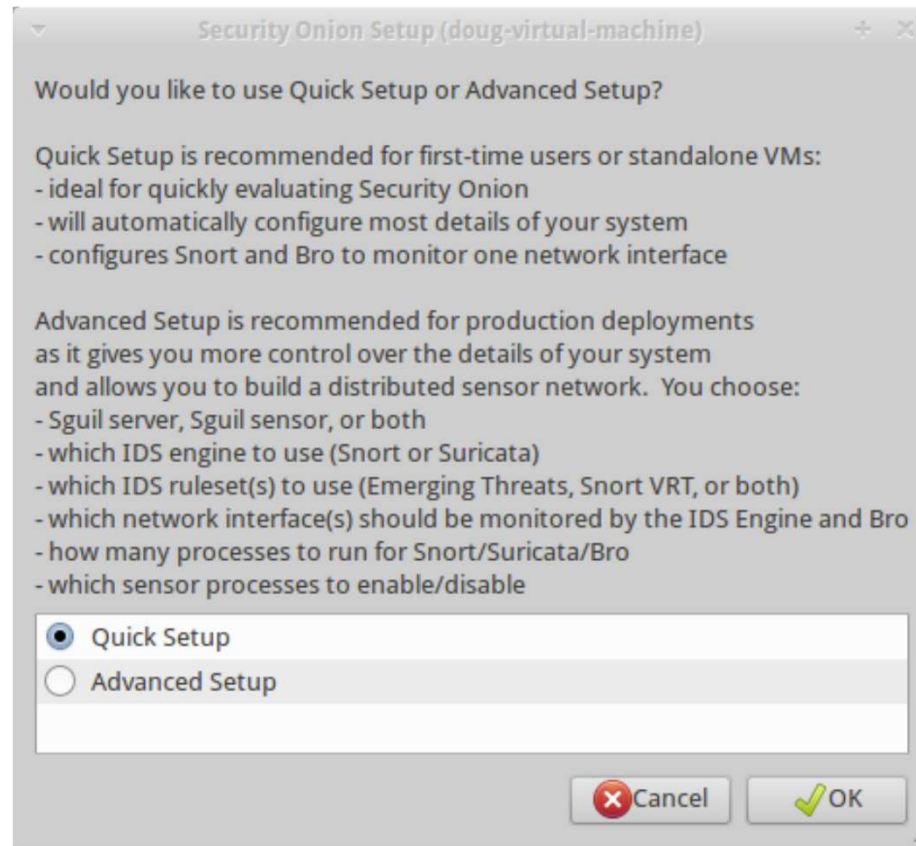 Security Onion Setup (doug-virtual-machine)
Would you like to use Quick Setup or Advanced Setup?
Quick Setup is recommended for first-time users or standalone VMs:
- ideal for quickly evaluating Security Onion
- will automatically configure most details of your system
- configures Snort and Bro to monitor one network interface
Advanced Setup is recommended for production deployments
as it gives you more control over the details of your system
and allows you to build a distributed sensor network. You choose:
- Sguil server, Sguil sensor, or both
- which IDS engine to use (Snort or Suricata)
- which IDS ruleset(s) to use (Emerging Threats, Snort VRT, or both)
- which network interface(s) should be monitored by the IDS Engine and Bro
- how many processes to run for Snort/Suricata/Bro
- which sensor processes to enable/disable
Quick Setup
Advanced Setup
Cancel OK